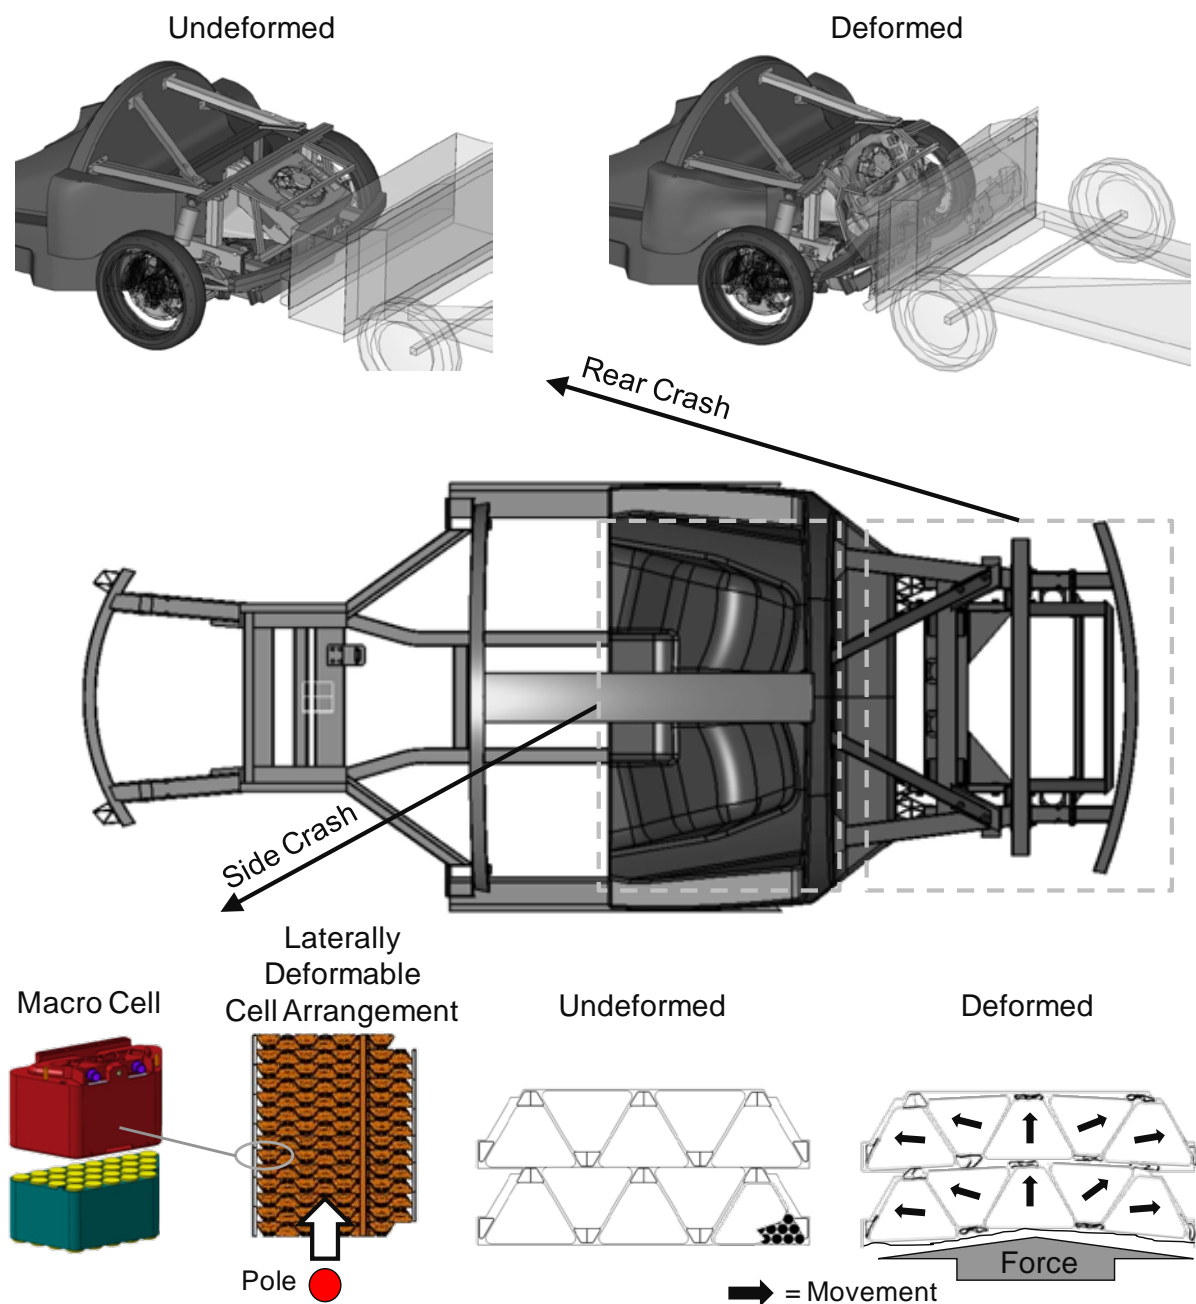 Undeformed
Deformed
Rear Crash
Side Crash
Laterally
Deformable
Cell Arrangement
Macro Cell
Undeformed
Deformed
Pole
Force
= Movement